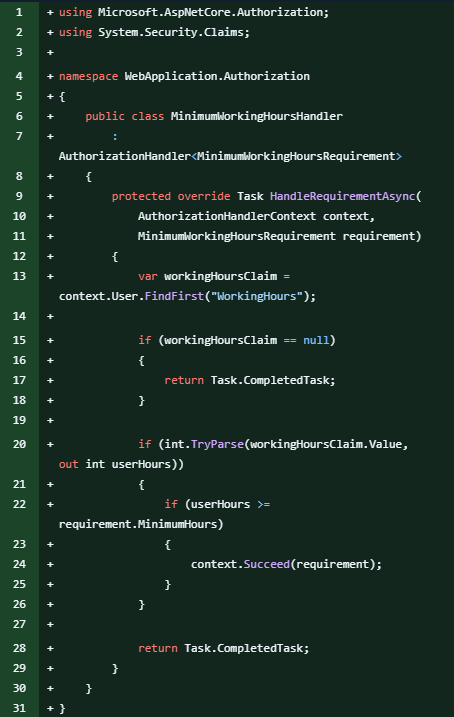 1 + using Microsoft.AspNetCore.Authorization;
2 + using System.Security.Claims;
3 +
4 + namespace WebApplication.Authorization
5 + {
6 +     public class MinimumWorkingHoursHandler
7 +         :
AuthorizationHandler<MinimumWorkingHoursRequirement>
8 +     {
9 +         protected override Task HandleRequirementAsync(
10 +             AuthorizationHandlerContext context,
11 +             MinimumWorkingHoursRequirement requirement)
12 +         {
13 +             var workingHoursClaim =
context.User.FindFirst("WorkingHours");
14 +
15 +             if (workingHoursClaim == null)
16 +             {
17 +                 return Task.CompletedTask;
18 +             }
19 +
20 +             if (int.TryParse(workingHoursClaim.Value,
out int userHours))
21 +             {
22 +                 if (userHours >=
requirement.MinimumHours)
23 +                 {
24 +                     context.Succeed(requirement);
25 +                 }
26 +             }
27 +
28 +             return Task.CompletedTask;
29 +         }
30 +     }
31 + }